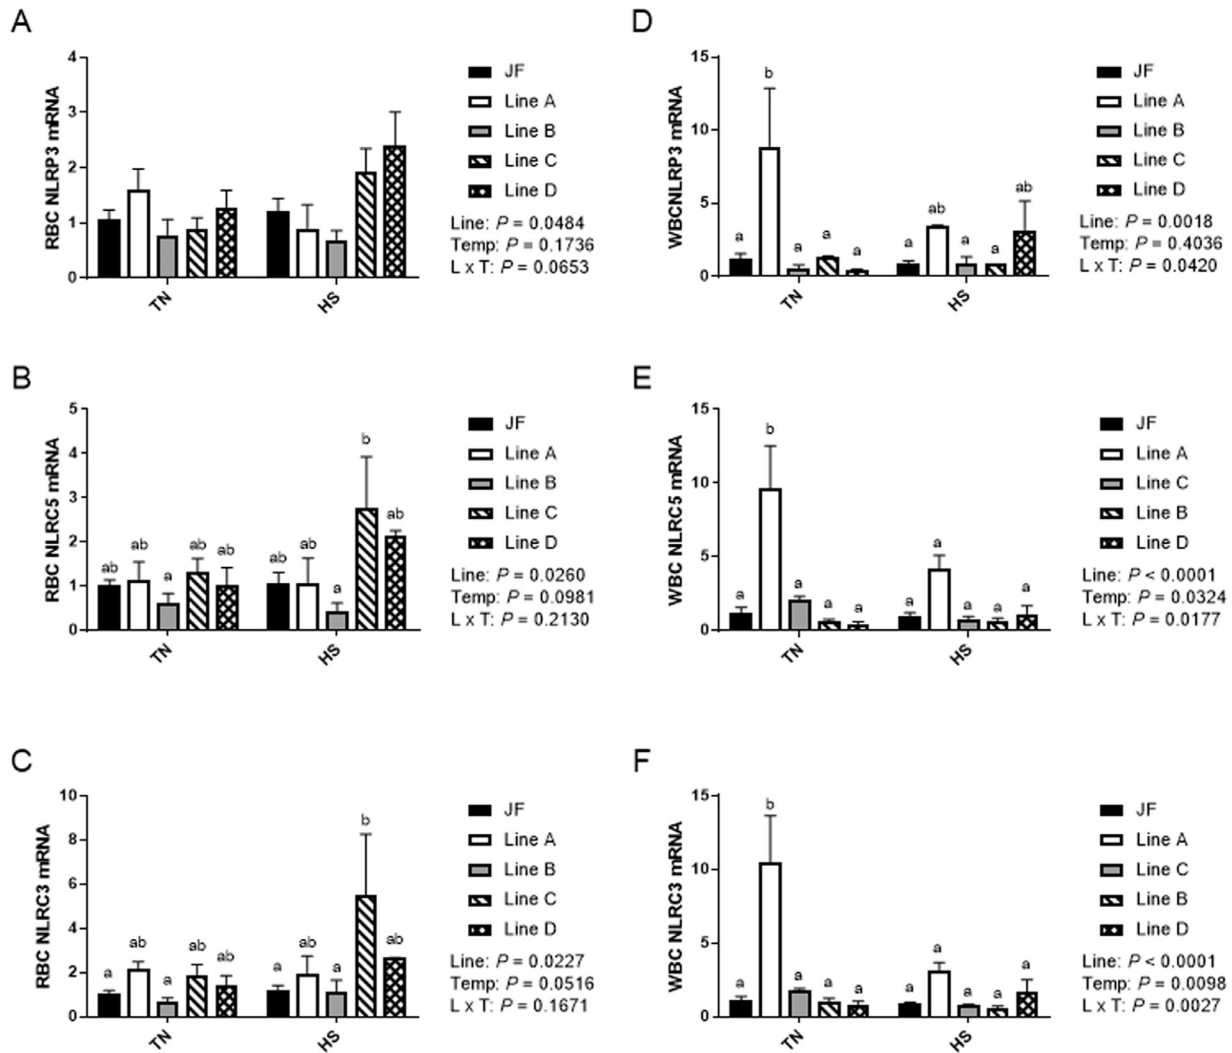 A
RBC NLRP3 mRNA
4
3
2
1
0
TN
HS
JF
Line A
Line B
Line C
Line D
Line: P = 0.0484
Temp: P = 0.1736
L x T: P = 0.0653
D
WBCNLRP3 mRNA
15
10
5
0
b
a
a
a
a
a
ab
a
a
ab
TN
HS
JF
Line A
Line B
Line C
Line D
Line: P = 0.0018
Temp: P = 0.4036
L x T: P = 0.0420
B
RBC NLRC5 mRNA
5
4
3
2
1
0
ab
ab
a
ab
ab
ab
ab
a
b
ab
TN
HS
JF
Line A
Line B
Line C
Line D
Line: P = 0.0260
Temp: P = 0.0981
L x T: P = 0.2130
E
WBC NLRC5 mRNA
15
10
5
0
a
b
a
a
a
a
a
a
a
a
TN
HS
JF
Line A
Line C
Line B
Line D
Line: P < 0.0001
Temp: P = 0.0324
L x T: P = 0.0177
C
RBC NLRC3 mRNA
10
8
6
4
2
0
a
ab
a
ab
ab
a
ab
a
b
ab
TN
HS
JF
Line A
Line B
Line C
Line D
Line: P = 0.0227
Temp: P = 0.0516
L x T: P = 0.1671
F
WBC NLRC3 mRNA
15
10
5
0
a
b
a
a
a
a
a
a
a
a
TN
HS
JF
Line A
Line C
Line B
Line D
Line: P < 0.0001
Temp: P = 0.0098
L x T: P = 0.0027